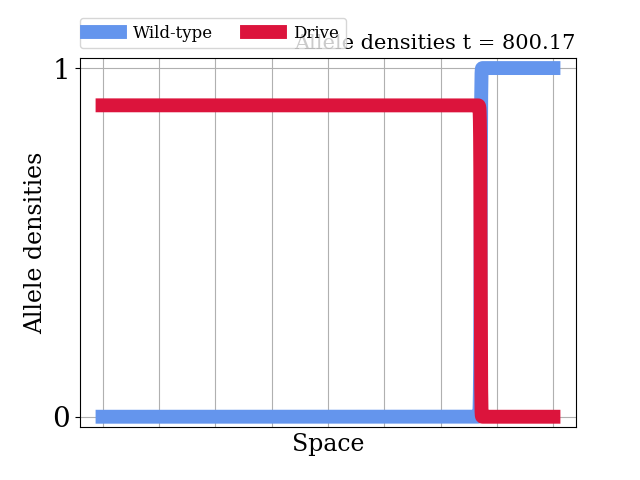 Wild-type Drive
Allele densities t = 800.17
1
Allele densities
0
Space